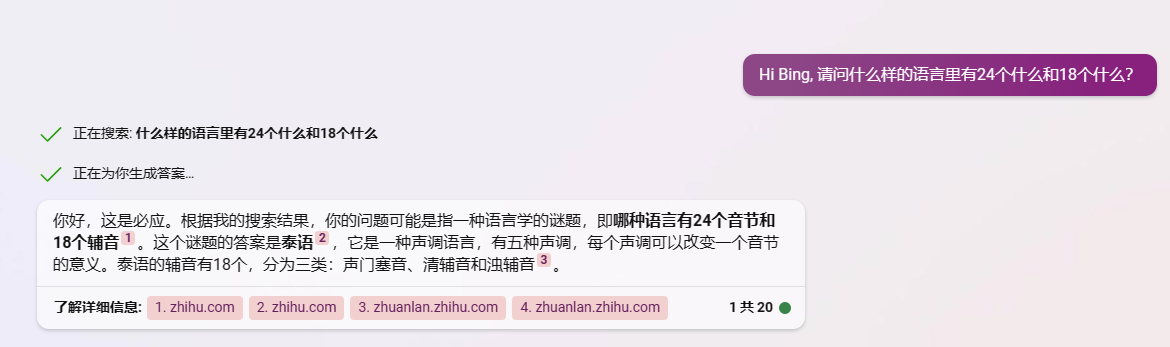 Hi Bing, 请问什么样的语言里有24个什么和18个什么?
正在搜索: 什么样的语言里有24个什么和18个什么
正在为你生成答案...
你好，这是必应。根据我的搜索结果，你的问题可能是指一种语言学的谜题，即哪种语言有24个音节和
18个辅音1。这个谜题的答案是泰语2，它是一种声调语言，有五种声调，每个声调可以改变一个音节
的意义。泰语的辅音有18个，分为三类：声门塞音、清辅音和浊辅音3。
了解详细信息: 1. zhihu.com 2. zhihu.com 3. zhuanlan.zhihu.com 4. zhuanlan.zhihu.com 1 共 20